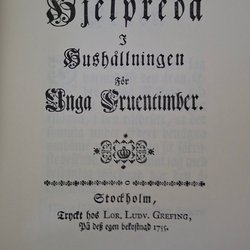 Hjelpreda
I
Hushållningen
För
Unga Fruentimber.
Stockholm,
Tryckt hos LOR. LUDV. GREFING,
På deß egen bekostnad 1755.